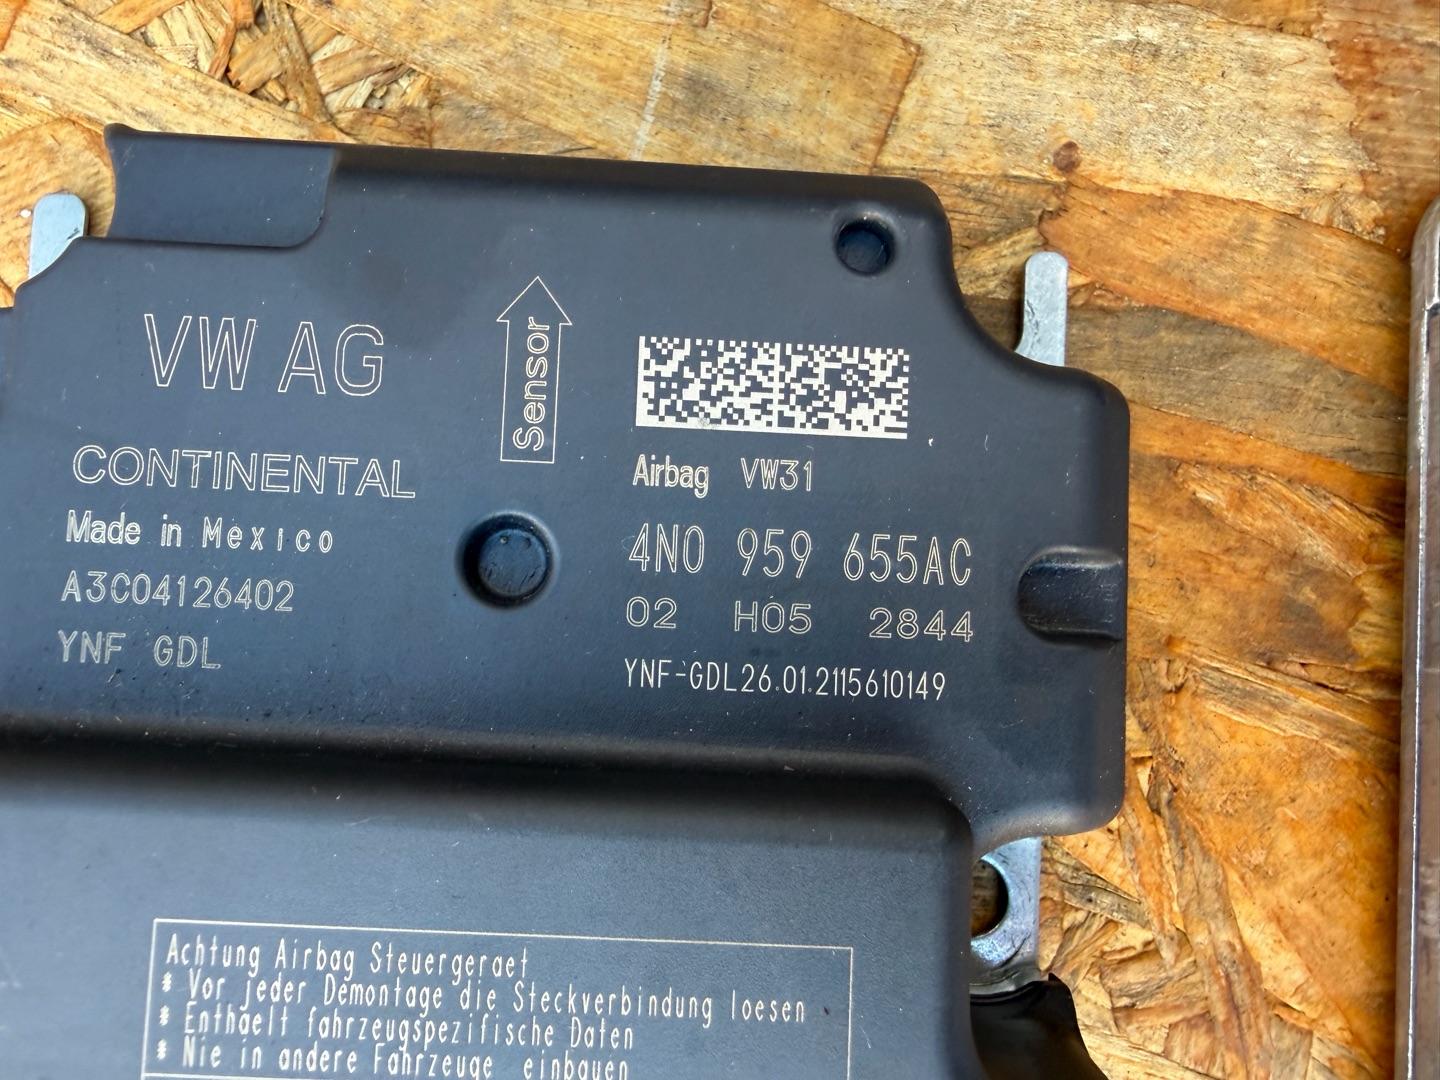 VW AG
CONTINENTAL
Made in Mexico
A3C04126402
YNF GDL
Sensor
Airbag VW31
4N0 959 655AC
02 H05 2844
YNF-GDL26.01.2115610149
Achtung Airbag Steuergeraet
* Vor jeder Demontage die Steckverbindung loesen
* Enthaelt fahrzeugspezifische Daten
* Nie in andere Fahrzeuge einbauen